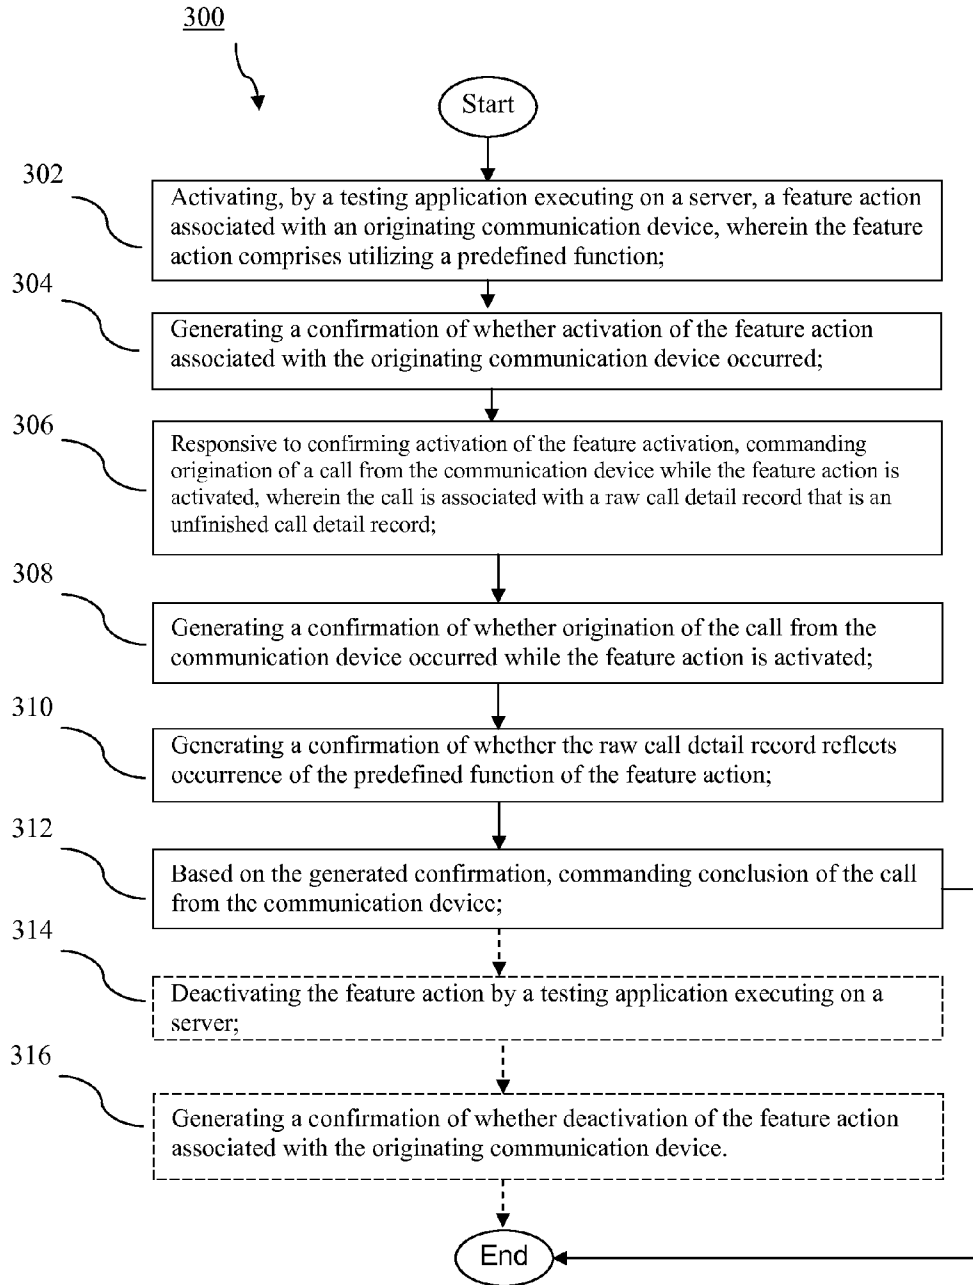 300
Start
302
Activating, by a testing application executing on a server, a feature action
associated with an originating communication device, wherein the feature
action comprises utilizing a predefined function;
304
Generating a confirmation of whether activation of the feature action
associated with the originating communication device occurred;
306
Responsive to confirming activation of the feature activation, commanding
origination of a call from the communication device while the feature action is
activated, wherein the call is associated with a raw call detail record that is an
unfinished call detail record;
308
Generating a confirmation of whether origination of the call from the
communication device occurred while the feature action is activated;
310
Generating a confirmation of whether the raw call detail record reflects
occurrence of the predefined function of the feature action;
312
Based on the generated confirmation, commanding conclusion of the call
from the communication device;
314
Deactivating the feature action by a testing application executing on a
server;
316
Generating a confirmation of whether deactivation of the feature action
associated with the originating communication device.
End